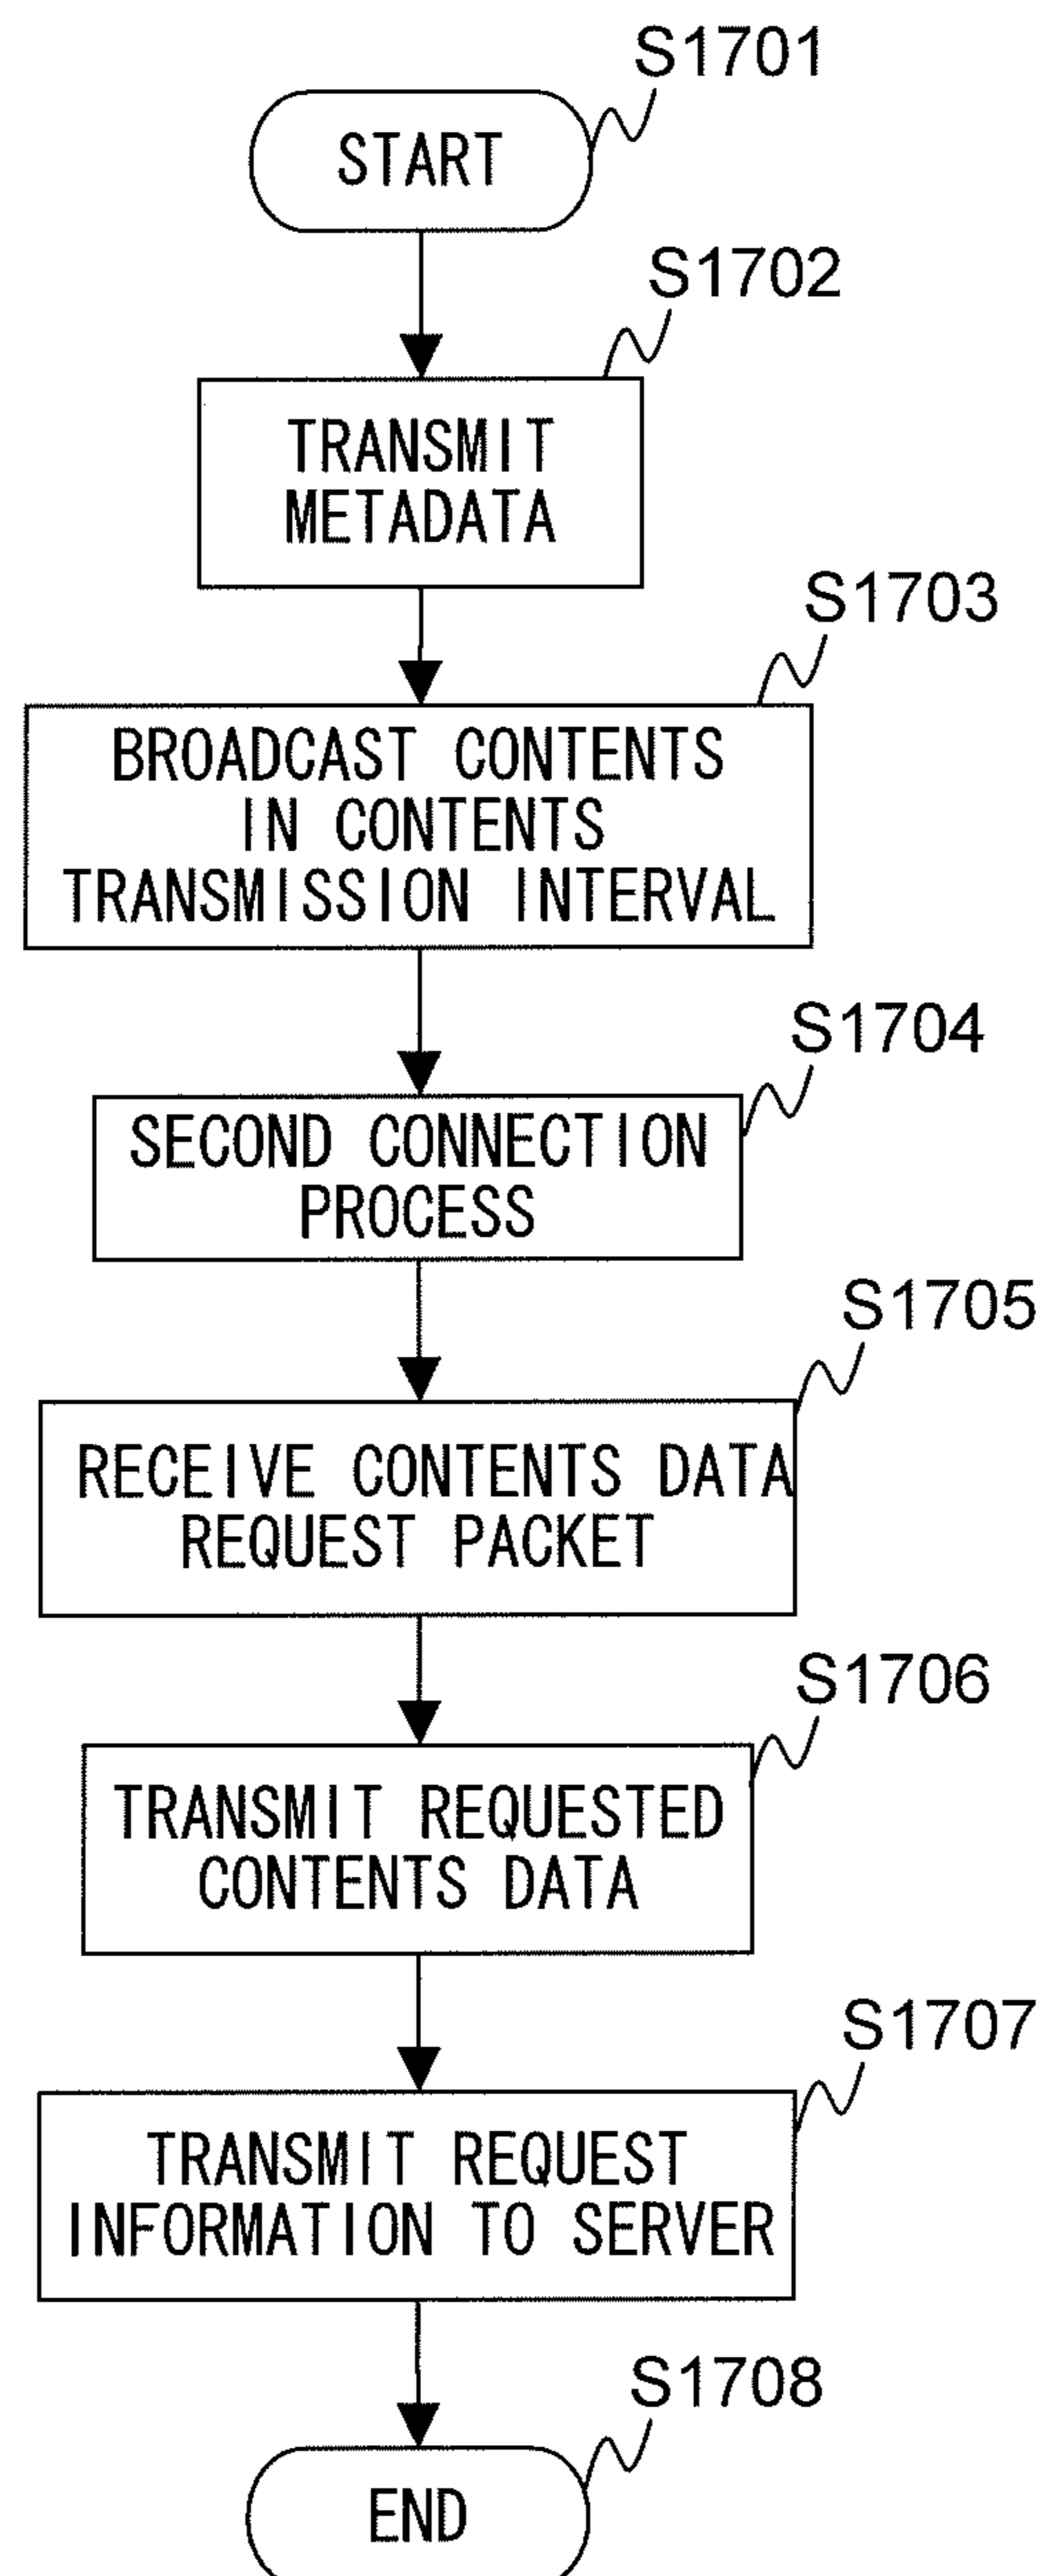 S1701
START
S1702
TRANSMIT
METADATA
S1703
BROADCAST CONTENTS
IN CONTENTS
TRANSMISSION INTERVAL
S1704
SECOND CONNECTION
PROCESS
S1705
RECEIVE CONTENTS DATA
REQUEST PACKET
S1706
TRANSMIT REQUESTED
CONTENTS DATA
S1707
TRANSMIT REQUEST
INFORMATION TO SERVER
S1708
END